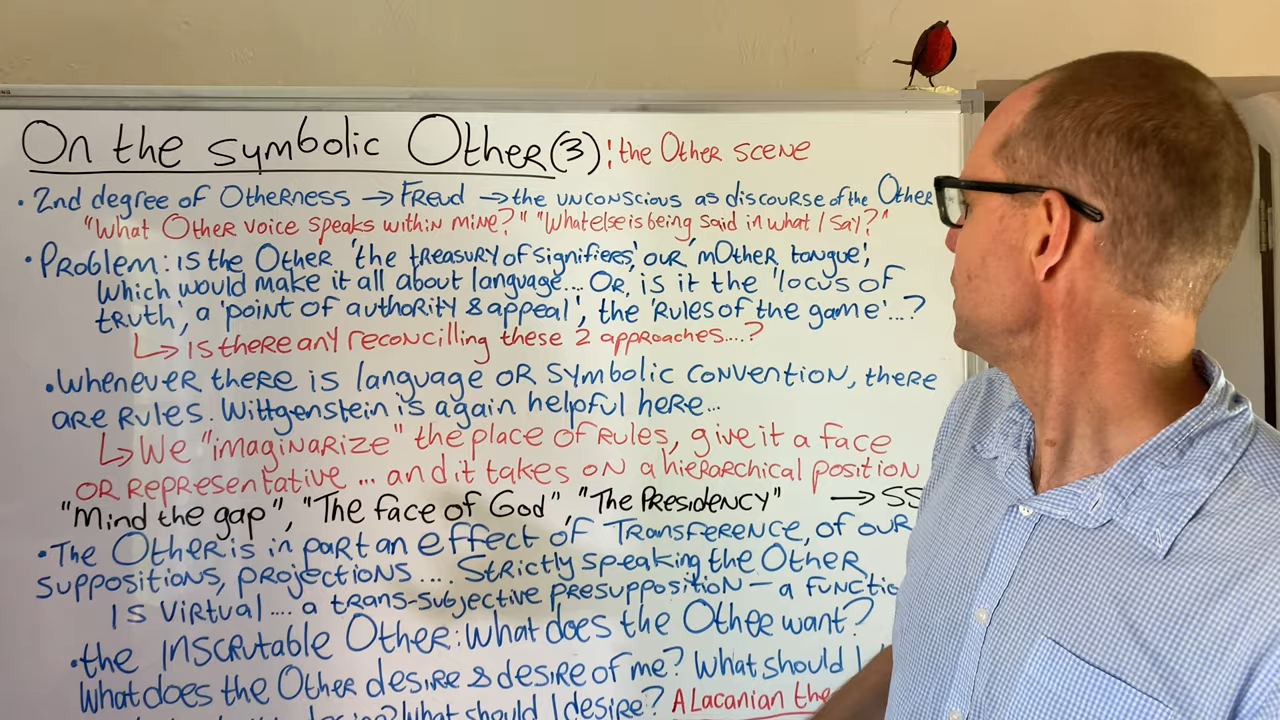 On the symbolic Other (3): the Other scene
• 2nd degree of Otherness → Freud → the unconscious as discourse of the Other
"What Other voice speaks within mine?" "What else is being said in what I say?"
• Problem: is the Other 'the treasury of signifiers', our 'mOther tongue',
which would make it all about language.... Or, is it the 'locus of
truth', a 'point of authority & appeal', the 'rules of the game'...?
↳ is there any reconcilling these 2 approaches....?
• Whenever there is language or symbolic convention, there
are rules. Wittgenstein is again helpful here...
↳ We "imaginarize" the place of rules, give it a face
or representative ... and it takes on a hierarchical position
"Mind the gap", "The face of God", "The Presidency" → SS
• The Other is in part an effect of Transference, of our
suppositions, projections .... Strictly speaking the Other
is virtual .... a trans-subjective presupposition – a functio
• the inscrutable Other: What does the Other want?
What does the Other desire & desire of me? What should I
What should I desire? A Lacanian the